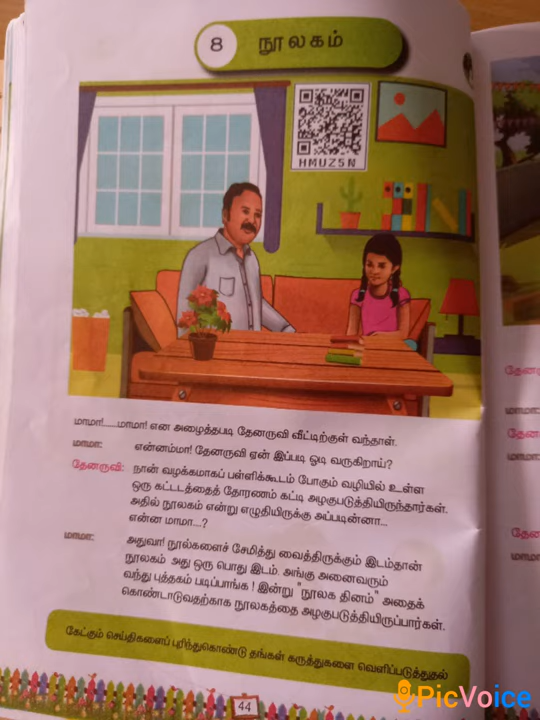 8 நூலகம்
HMUZ5N
மாமா!.....மாமா! என அழைத்தபடி தேனருவி வீட்டிற்குள் வந்தாள்.
மாமா: என்னம்மா! தேனருவி ஏன் இப்படி ஓடி வருகிறாய்?
தேனருவி: நான் வழக்கமாகப் பள்ளிக்கூடம் போகும் வழியில் உள்ள
ஒரு கட்டடத்தைத் தோரணம் கட்டி அழகுபடுத்தியிருந்தார்கள்.
அதில் நூலகம் என்று எழுதியிருக்கு அப்படின்னா...
என்ன மாமா...?
மாமா: அதுவா! நூல்களைச் சேமித்து வைத்திருக்கும் இடம்தான்
நூலகம் அது ஒரு பொது இடம். அங்கு அனைவரும்
வந்து புத்தகம் படிப்பாங்க ! இன்று "நூலக தினம்" அதைக்
கொண்டாடுவதற்காக நூலகத்தை அழகுபடுத்தியிருப்பார்கள்.
கேட்கும் செய்திகளைப் புரிந்துகொண்டு தங்கள் கருத்துகளை வெளிப்படுத்துதல்
44
PicVoice